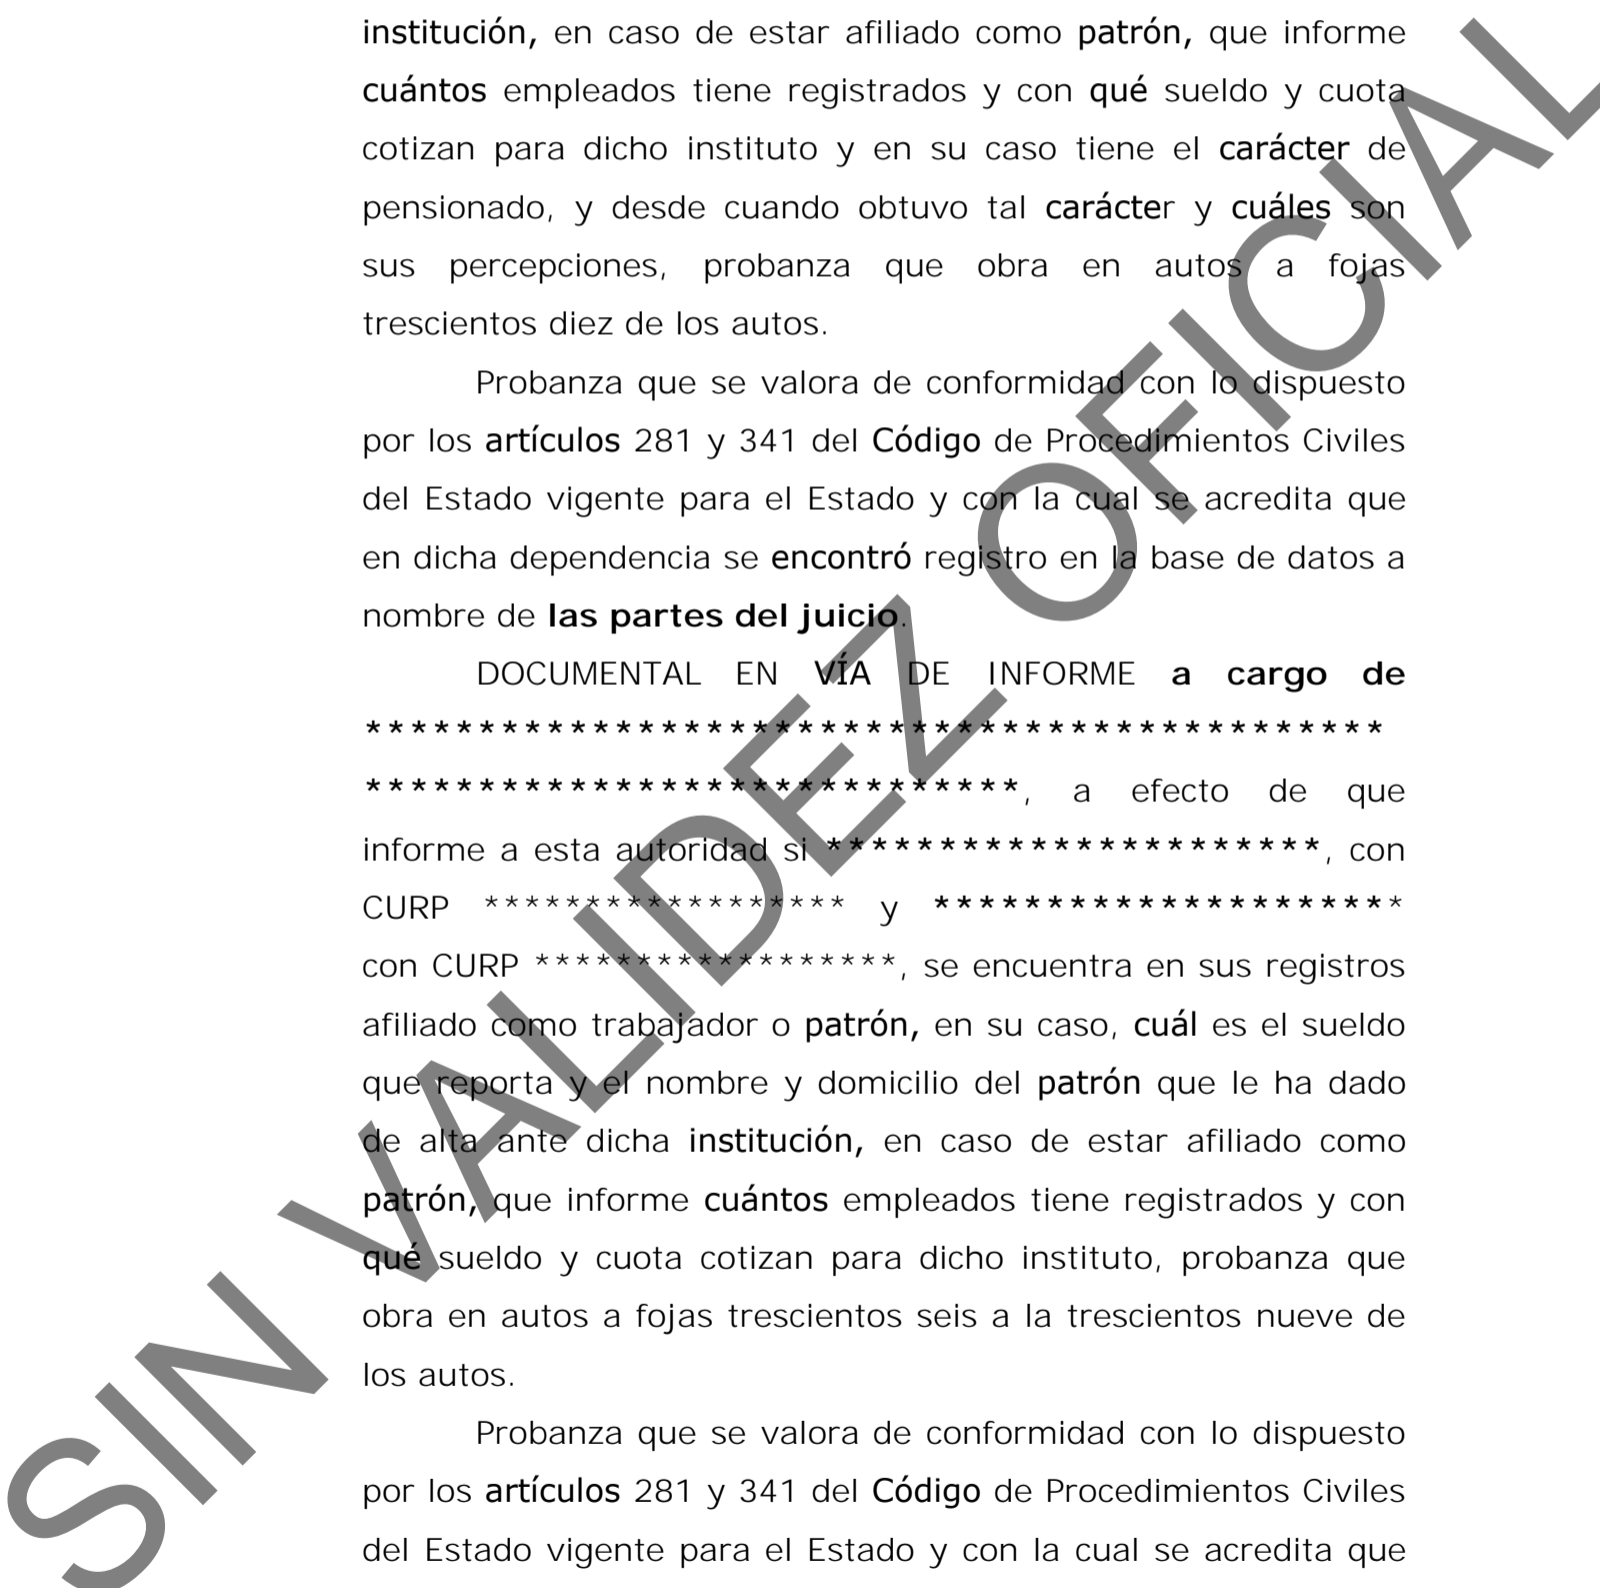 institución, en caso de estar afiliado como patrón, que informe
cuántos empleados tiene registrados y con qué sueldo y cuota
cotizan para dicho instituto y en su caso tiene el carácter de
pensionado, y desde cuando obtuvo tal carácter y cuáles son
sus percepciones, probanza que obra en autos a fojas
trescientos diez de los autos.
Probanza que se valora de conformidad con lo dispuesto
por los artículos 281 y 341 del Código de Procedimientos Civiles
del Estado vigente para el Estado y con la cual se acredita que
en dicha dependencia se encontró registro en la base de datos a
nombre de las partes del juicio.
DOCUMENTAL EN VÍA DE INFORME a cargo de
*********************************************
*****************************, a efecto de que
informe a esta autoridad si **********************, con
CURP ****************** y *********************
con CURP ******************, se encuentra en sus registros
afiliado como trabajador o patrón, en su caso, cuál es el sueldo
que reporta y el nombre y domicilio del patrón que le ha dado
de alta ante dicha institución, en caso de estar afiliado como
patrón, que informe cuántos empleados tiene registrados y con
qué sueldo y cuota cotizan para dicho instituto, probanza que
obra en autos a fojas trescientos seis a la trescientos nueve de
los autos.
Probanza que se valora de conformidad con lo dispuesto
por los artículos 281 y 341 del Código de Procedimientos Civiles
del Estado vigente para el Estado y con la cual se acredita que
SIN VALIDEZ OFICIAL